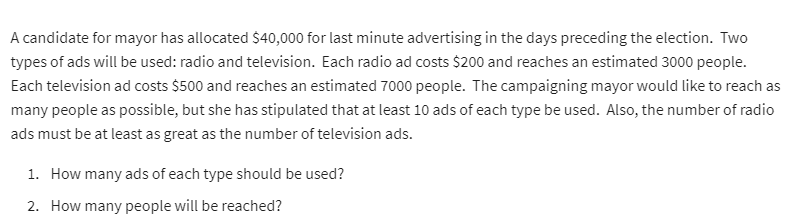 A candidate for mayor has allocated $40,000 for last minute advertising in the days preceding the election. Two
types of ads will be used: radio and television. Each radio ad costs $200 and reaches an estimated 3000 people.
Each television ad costs $500 and reaches an estimated 7000 people. The campaigning mayor would like to reach as
many people as possible, but she has stipulated that at least 10 ads of each type be used. Also, the number of radio
ads must be at least as great as the number of television ads.
1. How many ads of each type should be used?
2. How many people will be reached?